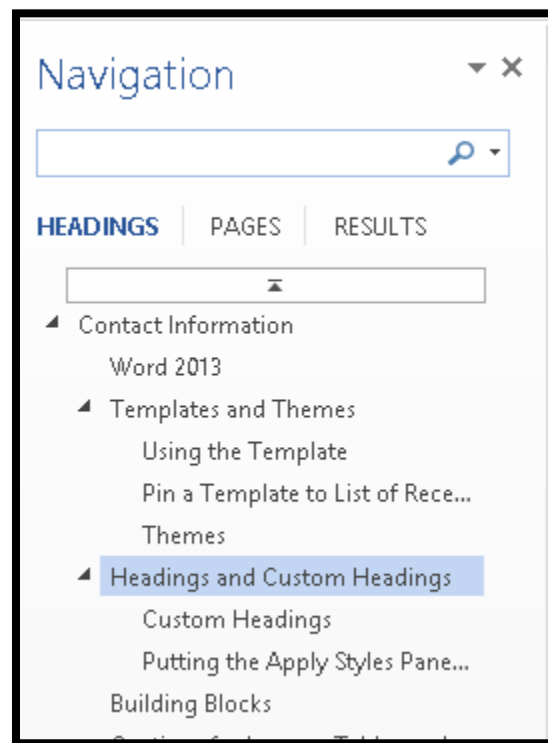 Navigation
HEADINGS PAGES RESULTS
Contact Information
Word 2013
Templates and Themes
Using the Template
Pin a Template to List of Rece...
Themes
Headings and Custom Headings
Custom Headings
Putting the Apply Styles Pane...
Building Blocks